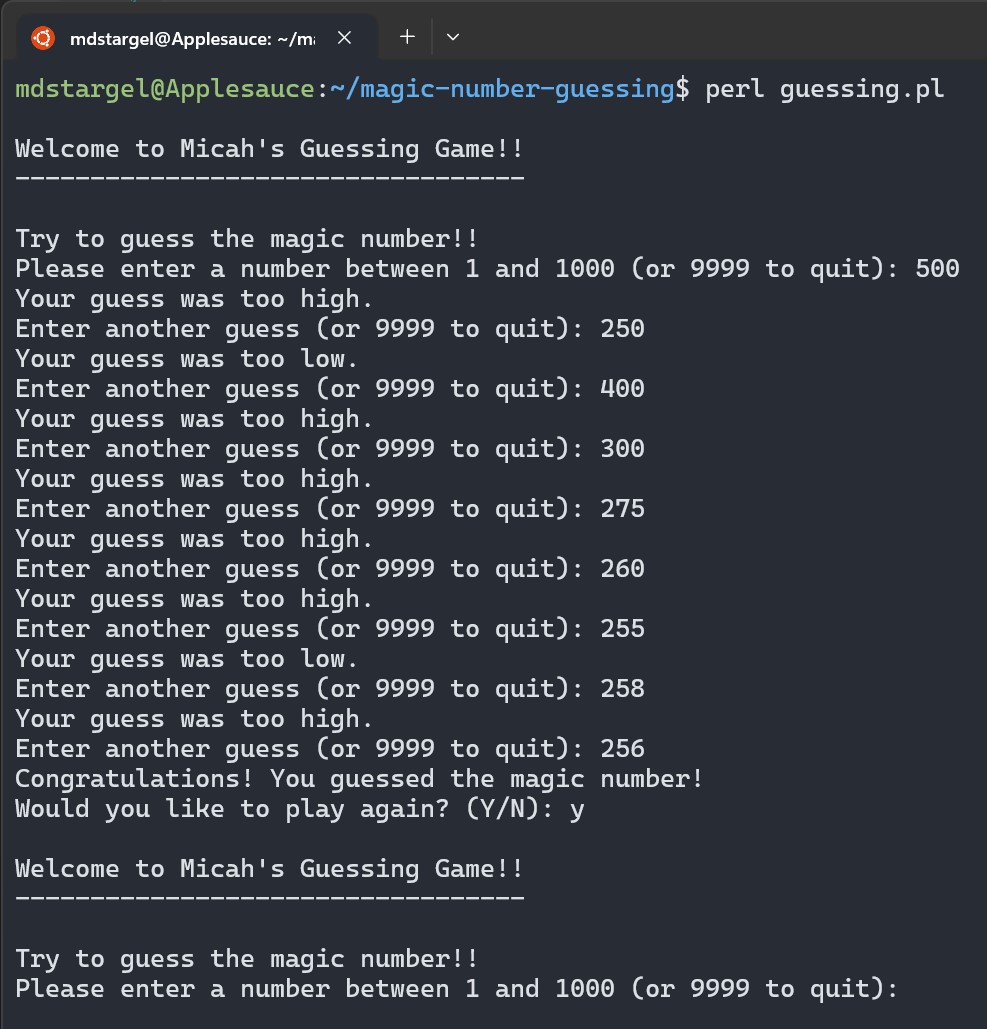 mdstargel@Applesauce: ~/ma
mdstargel@Applesauce:~/magic-number-guessing$ perl guessing.pl
Welcome to Micah's Guessing Game!!
----------------------------------
Try to guess the magic number!!
Please enter a number between 1 and 1000 (or 9999 to quit): 500
Your guess was too high.
Enter another guess (or 9999 to quit): 250
Your guess was too low.
Enter another guess (or 9999 to quit): 400
Your guess was too high.
Enter another guess (or 9999 to quit): 300
Your guess was too high.
Enter another guess (or 9999 to quit): 275
Your guess was too high.
Enter another guess (or 9999 to quit): 260
Your guess was too high.
Enter another guess (or 9999 to quit): 255
Your guess was too low.
Enter another guess (or 9999 to quit): 258
Your guess was too high.
Enter another guess (or 9999 to quit): 256
Congratulations! You guessed the magic number!
Would you like to play again? (Y/N): y
Welcome to Micah's Guessing Game!!
----------------------------------
Try to guess the magic number!!
Please enter a number between 1 and 1000 (or 9999 to quit):